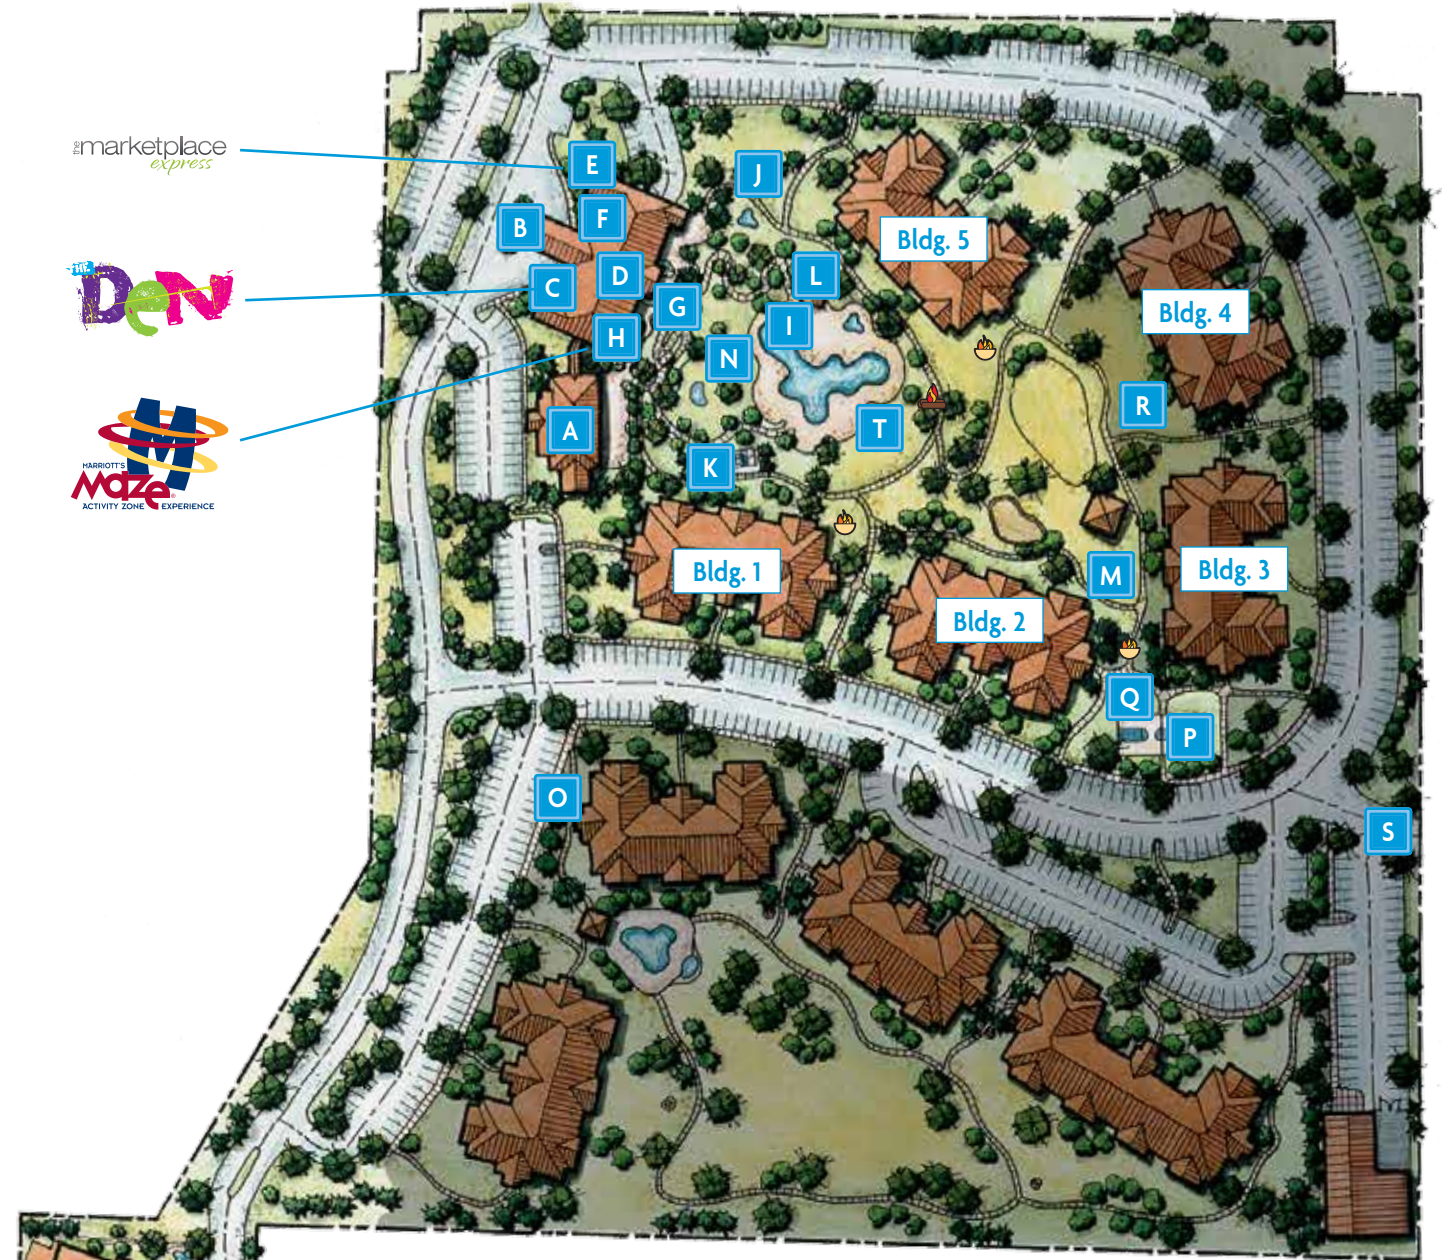 the marketplace
express
THE
DeN
MARRIOTT'S
M
Maze®
ACTIVITY ZONE EXPERIENCE
E
J
F
B
Bldg. 5
D
L
C
G
Bldg. 4
I
H
N
R
A
T
K
Bldg. 1
Bldg. 3
M
Bldg. 2
Q
P
O
S